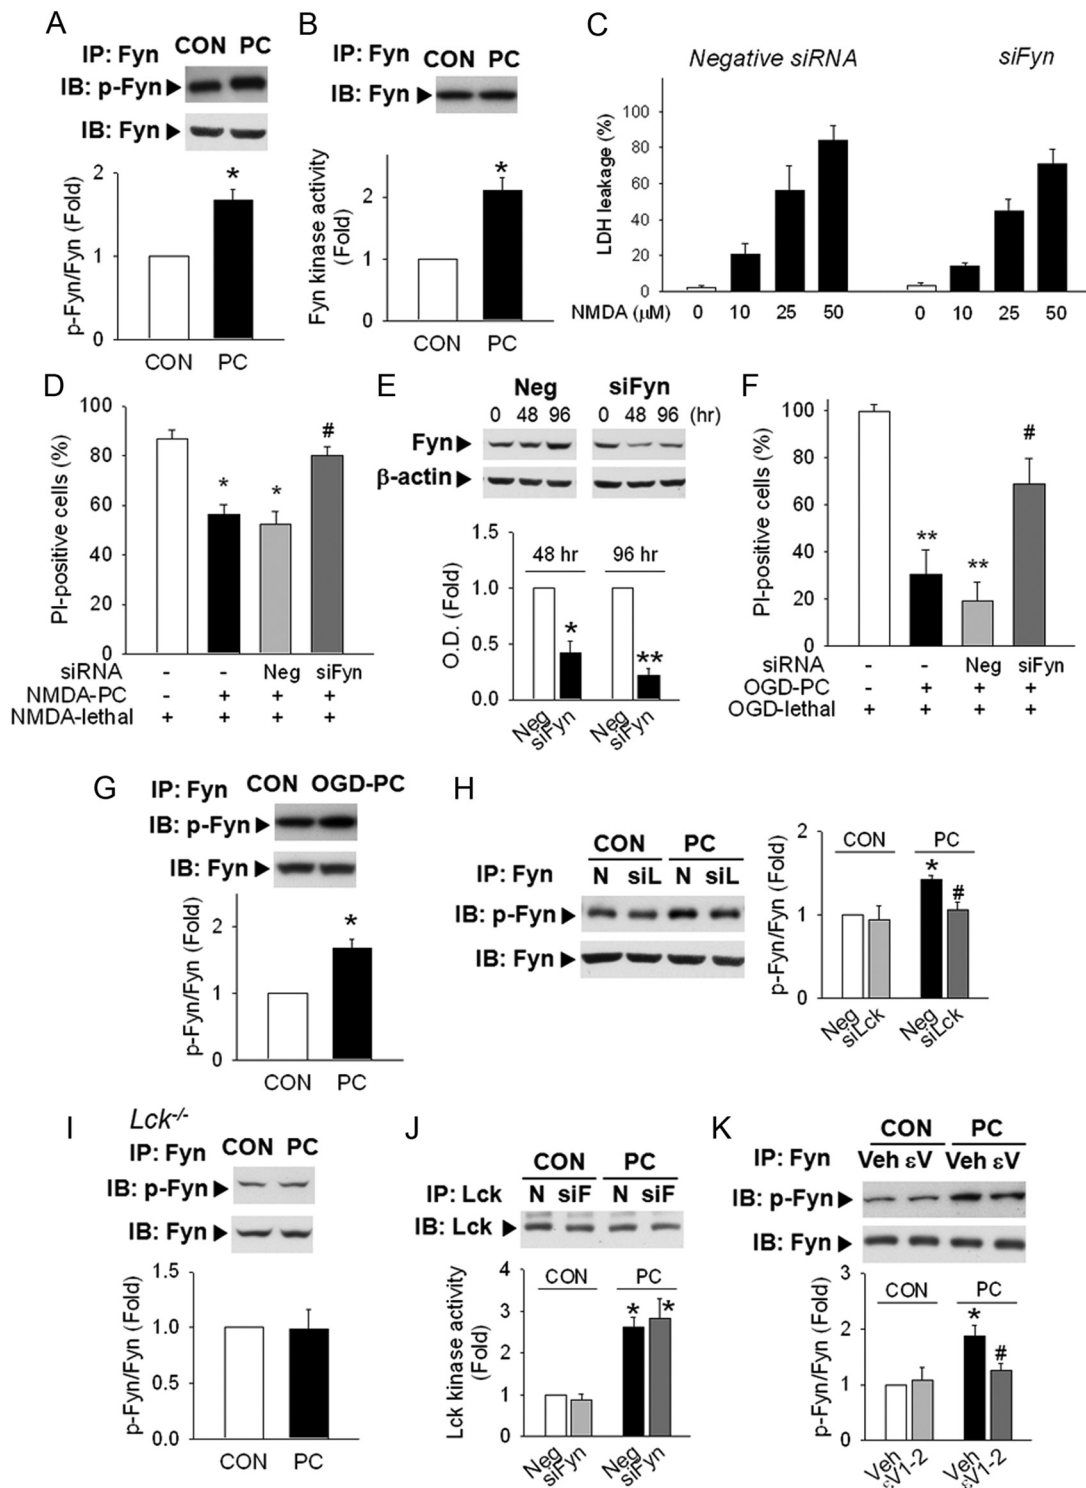 A
IP: Fyn CON PC
IB: p-Fyn
IB: Fyn
p-Fyn/Fyn (Fold)
2
1
0
*
CON PC
B
IP: Fyn CON PC
IB: Fyn
Fyn kinase activity
(Fold)
2
1
0
*
CON PC
C
Negative siRNA siFyn
LDH leakage (%)
100
80
60
40
20
0
NMDA (µM) 0 10 25 50 0 10 25 50
D
PI-positive cells (%)
100
80
60
40
20
0
* * #
siRNA - - Neg siFyn
NMDA-PC - + + +
NMDA-lethal + + + +
E
Neg siFyn
0 48 96 0 48 96 (hr)
Fyn
β-actin
O.D. (Fold)
1.5
1.0
0.5
0.0
48 hr 96 hr
* **
Neg siFyn Neg siFyn
F
PI-positive cells (%)
100
80
60
40
20
0
** ** #
siRNA - - Neg siFyn
OGD-PC - + + +
OGD-lethal + + + +
G
IP: Fyn CON OGD-PC
IB: p-Fyn
IB: Fyn
p-Fyn/Fyn (Fold)
2
1
0
*
CON PC
H
CON PC
IP: Fyn N siL N siL
IB: p-Fyn
IB: Fyn
p-Fyn/Fyn (Fold)
2
1
0
CON PC
* #
Neg siLck Neg siLck
I
Lck-/-
IP: Fyn CON PC
IB: p-Fyn
IB: Fyn
p-Fyn/Fyn (Fold)
1.5
1.0
0.5
0.0
CON PC
J
CON PC
IP: Lck N siF N siF
IB: Lck
Lck kinase activity
(Fold)
4
3
2
1
0
CON PC
* *
Neg siFyn Neg siFyn
K
CON PC
IP: Fyn Veh εV Veh εV
IB: p-Fyn
IB: Fyn
p-Fyn/Fyn (Fold)
3
2
1
0
CON PC
* #
Veh εV1-2 Veh εV1-2